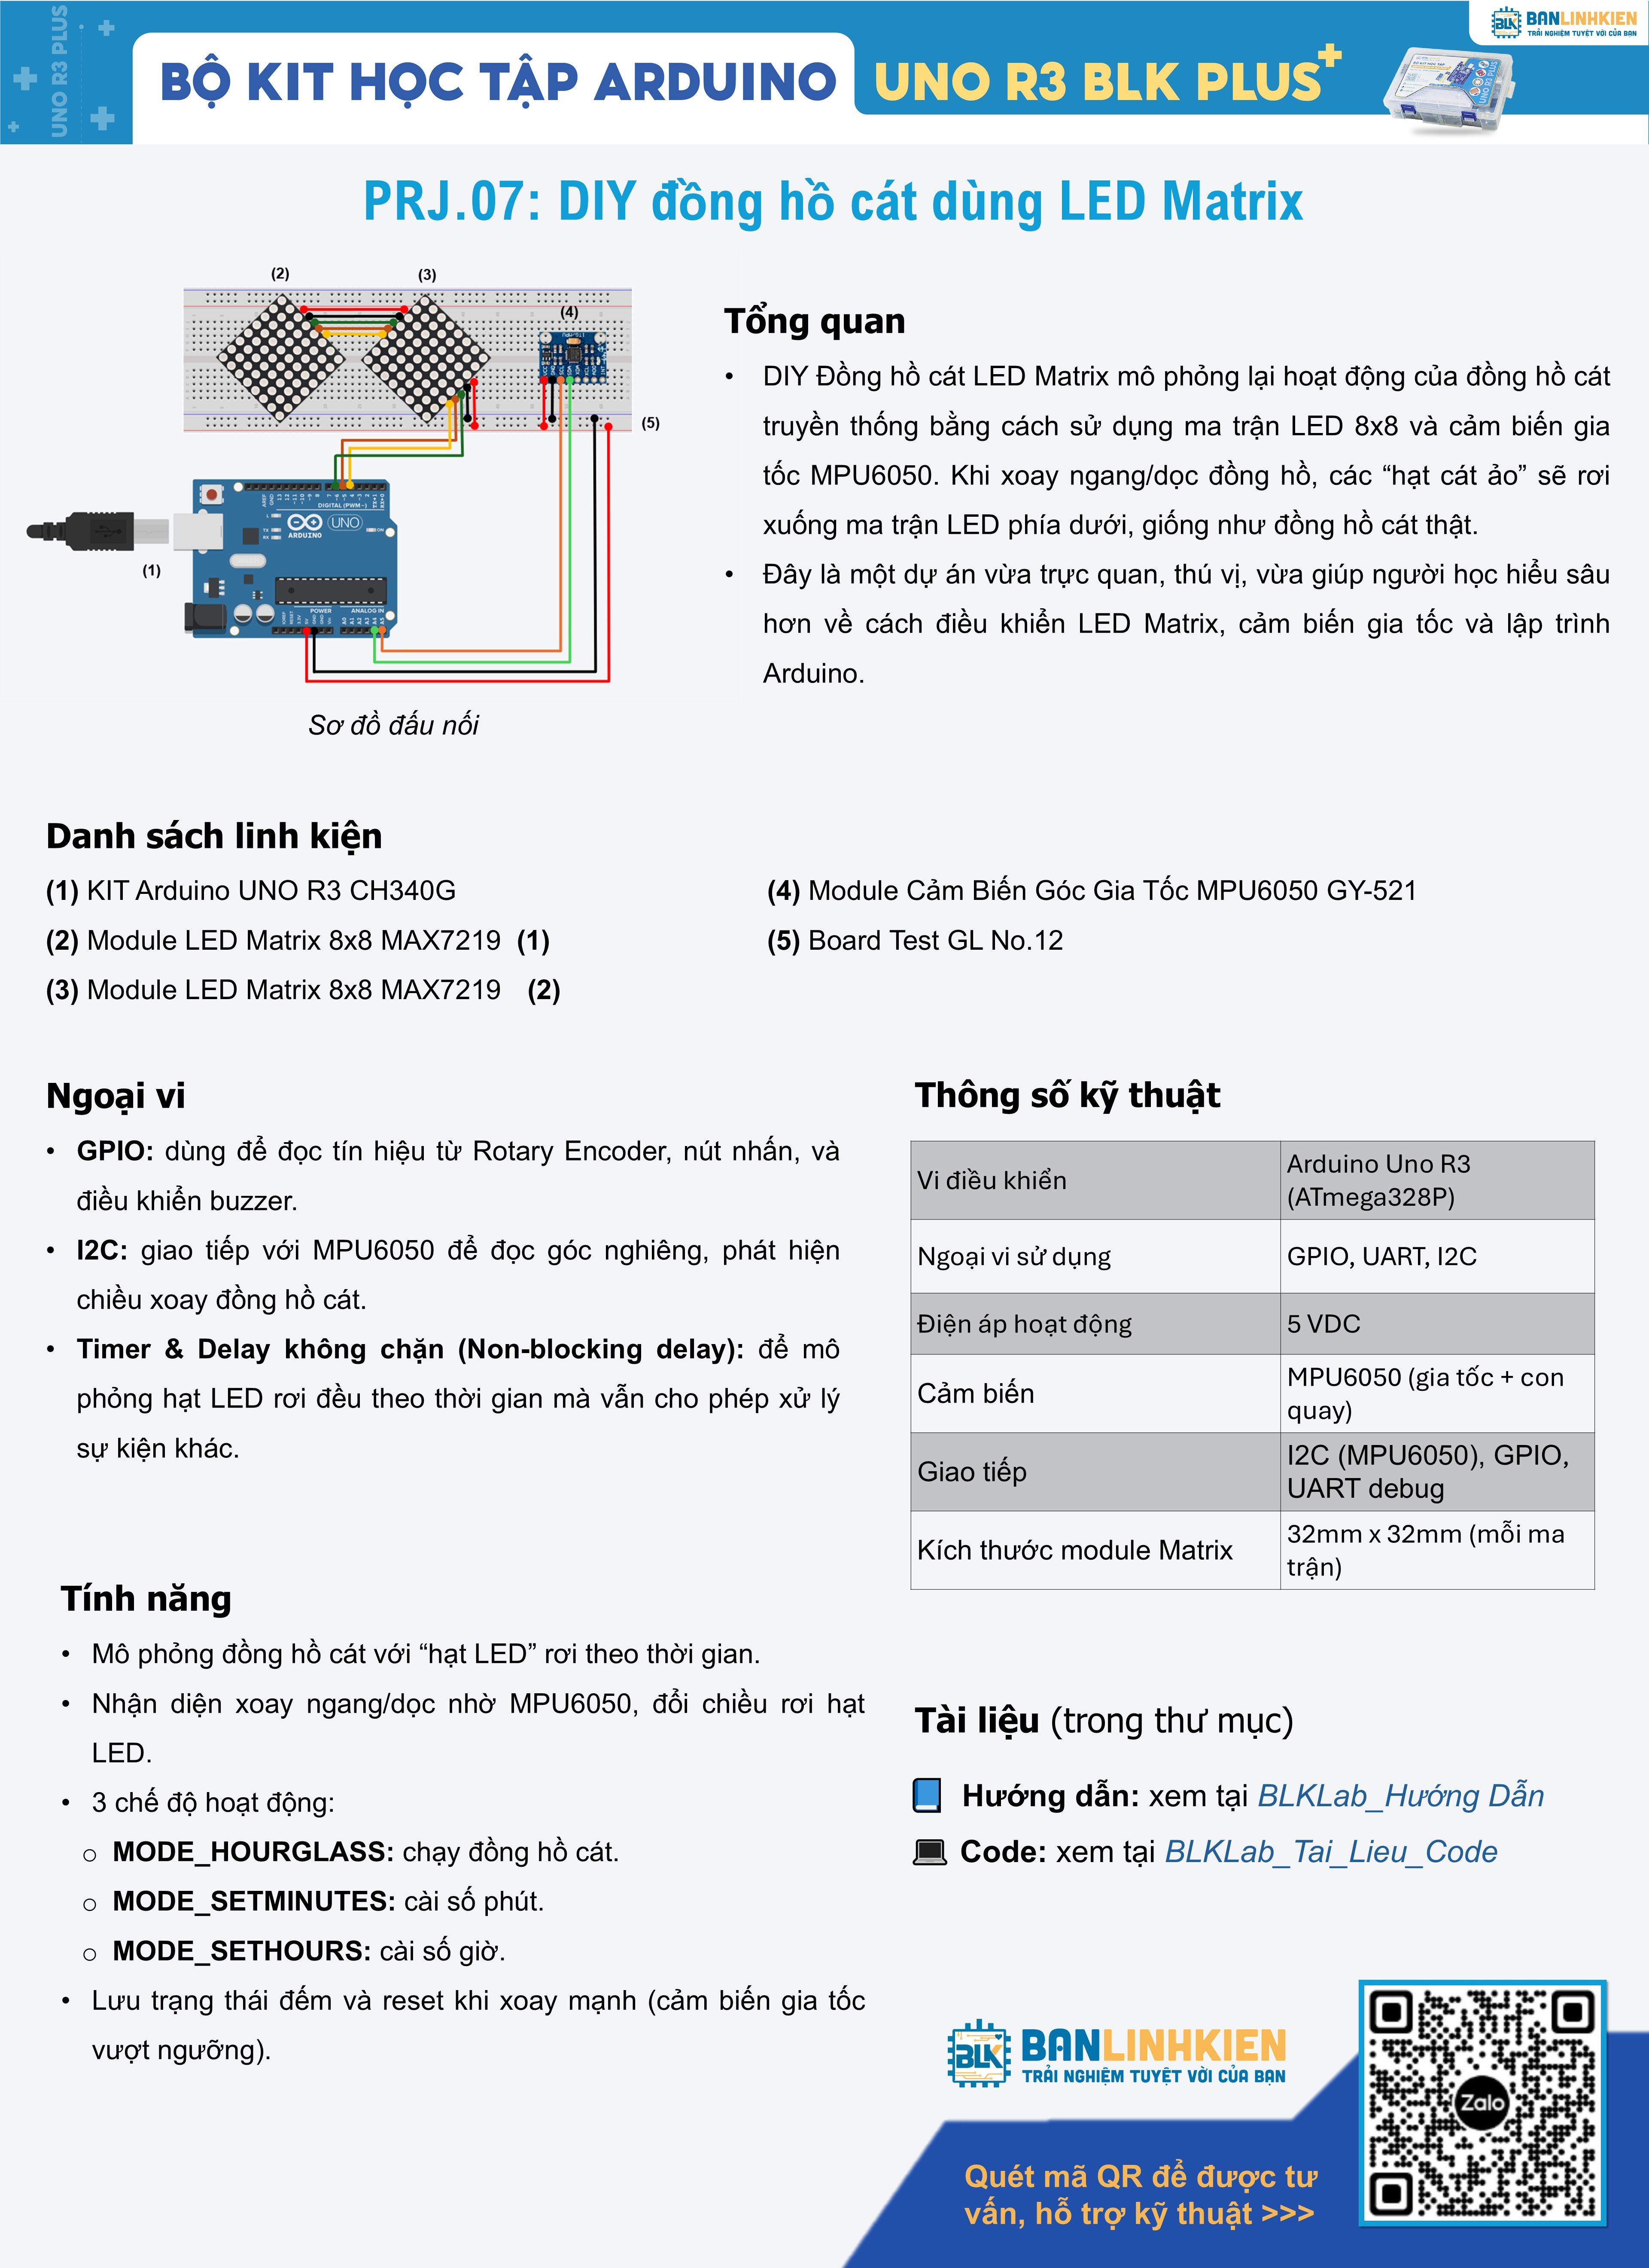 UNO R3 PLUS
BỘ KIT HỌC TẬP ARDUINO
UNO R3 BLK PLUS+
BLK BANLINHKIEN
TRẢI NGHIỆM TUYỆT VỜI CỦA BẠN
PRJ.07: DIY đồng hồ cát dùng LED Matrix
(2)
(3)
(4)
(5)
(1)
DIGITAL (PWM~)
UNO
ARDUINO
ON
POWER
ANALOG IN
Sơ đồ đấu nối
Tổng quan
• DIY Đồng hồ cát LED Matrix mô phỏng lại hoạt động của đồng hồ cát
truyền thống bằng cách sử dụng ma trận LED 8x8 và cảm biến gia
tốc MPU6050. Khi xoay ngang/dọc đồng hồ, các “hạt cát ảo” sẽ rơi
xuống ma trận LED phía dưới, giống như đồng hồ cát thật.
• Đây là một dự án vừa trực quan, thú vị, vừa giúp người học hiểu sâu
hơn về cách điều khiển LED Matrix, cảm biến gia tốc và lập trình
Arduino.
Danh sách linh kiện
(1) KIT Arduino UNO R3 CH340G
(2) Module LED Matrix 8x8 MAX7219 (1)
(3) Module LED Matrix 8x8 MAX7219 (2)
(4) Module Cảm Biến Góc Gia Tốc MPU6050 GY-521
(5) Board Test GL No.12
Ngoại vi
• GPIO: dùng để đọc tín hiệu từ Rotary Encoder, nút nhấn, và
điều khiển buzzer.
• I2C: giao tiếp với MPU6050 để đọc góc nghiêng, phát hiện
chiều xoay đồng hồ cát.
• Timer & Delay không chặn (Non-blocking delay): để mô
phỏng hạt LED rơi đều theo thời gian mà vẫn cho phép xử lý
sự kiện khác.
Thông số kỹ thuật
Vi điều khiển
Arduino Uno R3
(ATmega328P)
Ngoại vi sử dụng
GPIO, UART, I2C
Điện áp hoạt động
5 VDC
Cảm biến
MPU6050 (gia tốc + con
quay)
Giao tiếp
I2C (MPU6050), GPIO,
UART debug
Kích thước module Matrix
32mm x 32mm (mỗi ma
trận)
Tính năng
• Mô phỏng đồng hồ cát với “hạt LED” rơi theo thời gian.
• Nhận diện xoay ngang/dọc nhờ MPU6050, đổi chiều rơi hạt
LED.
• 3 chế độ hoạt động:
o MODE_HOURGLASS: chạy đồng hồ cát.
o MODE_SETMINUTES: cài số phút.
o MODE_SETHOURS: cài số giờ.
• Lưu trạng thái đếm và reset khi xoay mạnh (cảm biến gia tốc
vượt ngưỡng).
Tài liệu (trong thư mục)
Hướng dẫn: xem tại BLKLab_Hướng Dẫn
Code: xem tại BLKLab_Tai_Lieu_Code
BLK BANLINHKIEN
TRẢI NGHIỆM TUYỆT VỜI CỦA BẠN
Zalo
Quét mã QR để được tư
vấn, hỗ trợ kỹ thuật >>>